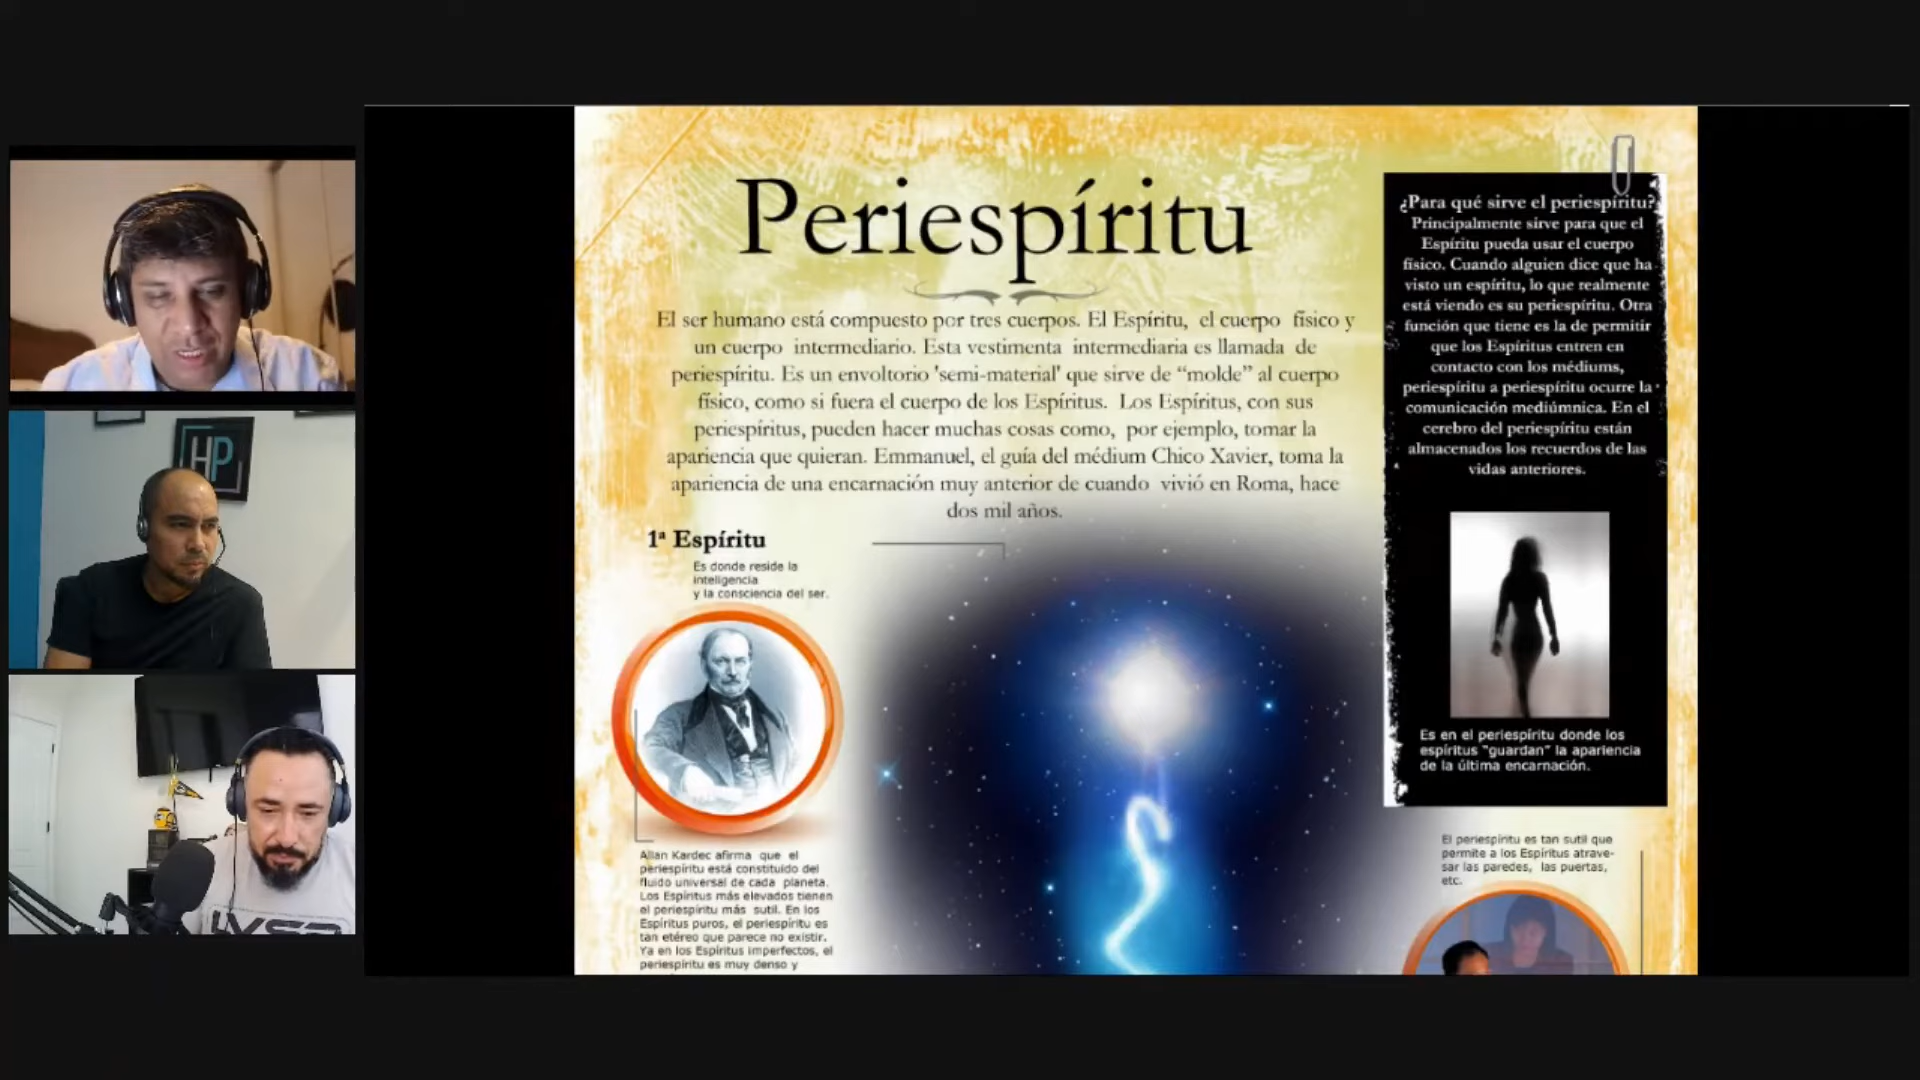 HP
Periespíritu
El ser humano está compuesto por tres cuerpos. El Espíritu, el cuerpo físico y
un cuerpo intermediario. Esta vestimenta intermediaria es llamada de
periespíritu. Es un envoltorio 'semi-material' que sirve de “molde” al cuerpo
físico, como si fuera el cuerpo de los Espíritus. Los Espíritus, con sus
periespíritus, pueden hacer muchas cosas como, por ejemplo, tomar la
apariencia que quieran. Emmanuel, el guía del médium Chico Xavier, toma la
apariencia de una encarnación muy anterior de cuando vivió en Roma, hace
dos mil años.
1ª Espíritu
Es donde reside la
inteligencia
y la consciencia del ser.
Allan Kardec afirma que el
periespíritu está constituído del
fluido universal de cada planeta.
Los Espíritus más elevados tienen
el periespíritu más sutil. En los
Espíritus puros, el periespíritu es
tan etéreo que parece no existir.
Ya en los Espíritus imperfectos, el
periespíritu es muy denso y
¿Para qué sirve el periespíritu?
Principalmente sirve para que el
Espíritu pueda usar el cuerpo
físico. Cuando alguien dice que ha
visto un espíritu, lo que realmente
está viendo es su periespíritu. Otra
función que tiene es la de permitir
que los Espíritus entren en
contacto con los médiums,
periespíritu a periespíritu ocurre la
comunicación mediúmnica. En el
cerebro del periespíritu están
almacenados los recuerdos de las
vidas anteriores.
Es en el periespíritu donde los
espíritus "guardan" la apariencia
de la última encarnación.
El periespíritu es tan sutil que
permite a los Espíritus atrave-
sar las paredes, las puertas,
etc.